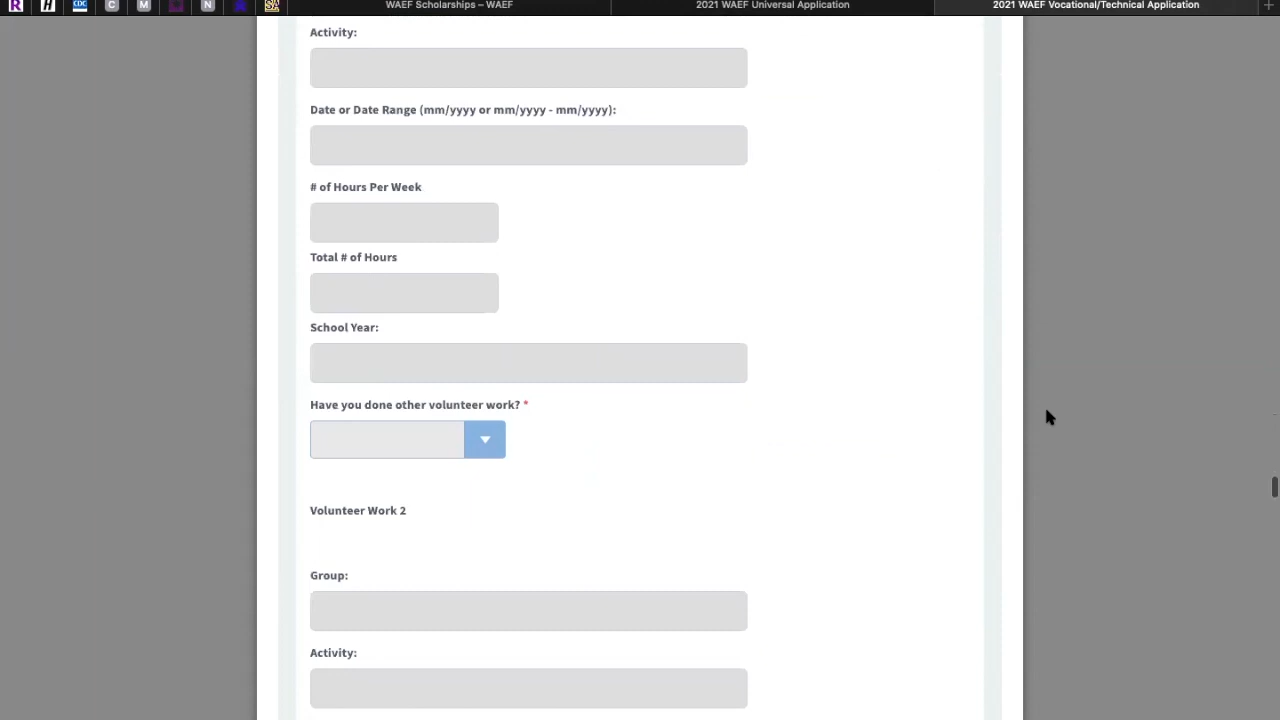 R H CDC C M N SA WAEF Scholarships – WAEF 2021 WAEF Universal Application 2021 WAEF Vocational/Technical Application +
Activity:
Date or Date Range (mm/yyyy or mm/yyyy - mm/yyyy):
# of Hours Per Week
Total # of Hours
School Year:
Have you done other volunteer work? *
Volunteer Work 2
Group:
Activity: